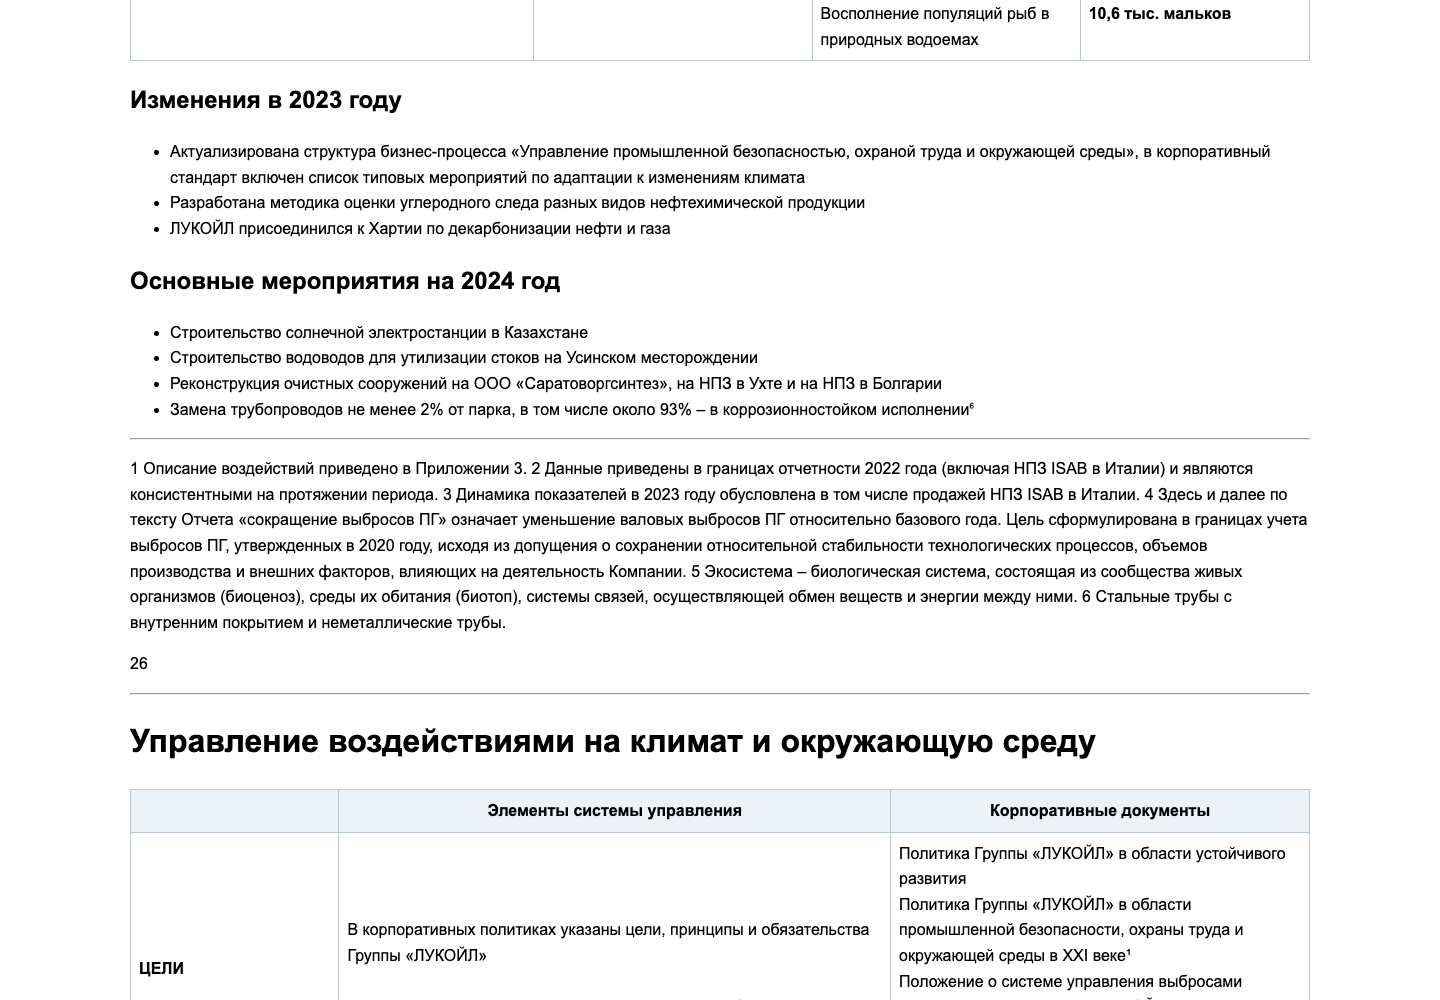 Восполнение популяций рыб в
природных водоемах
10,6 тыс. мальков
Изменения в 2023 году
• Актуализирована структура бизнес-процесса «Управление промышленной безопасностью, охраной труда и окружающей среды», в корпоративный
стандарт включен список типовых мероприятий по адаптации к изменениям климата
• Разработана методика оценки углеродного следа разных видов нефтехимической продукции
• ЛУКОЙЛ присоединился к Хартии по декарбонизации нефти и газа
Основные мероприятия на 2024 год
• Строительство солнечной электростанции в Казахстане
• Строительство водоводов для утилизации стоков на Усинском месторождении
• Реконструкция очистных сооружений на ООО «Саратоворгсинтез», на НПЗ в Ухте и на НПЗ в Болгарии
• Замена трубопроводов не менее 2% от парка, в том числе около 93% – в коррозионностойком исполнении⁶
1 Описание воздействий приведено в Приложении 3. 2 Данные приведены в границах отчетности 2022 года (включая НПЗ ISAB в Италии) и являются
консистентными на протяжении периода. 3 Динамика показателей в 2023 году обусловлена в том числе продажей НПЗ ISAB в Италии. 4 Здесь и далее по
тексту Отчета «сокращение выбросов ПГ» означает уменьшение валовых выбросов ПГ относительно базового года. Цель сформулирована в границах учета
выбросов ПГ, утвержденных в 2020 году, исходя из допущения о сохранении относительной стабильности технологических процессов, объемов
производства и внешних факторов, влияющих на деятельность Компании. 5 Экосистема – биологическая система, состоящая из сообщества живых
организмов (биоценоз), среды их обитания (биотоп), системы связей, осуществляющей обмен веществ и энергии между ними. 6 Стальные трубы с
внутренним покрытием и неметаллические трубы.
26
Управление воздействиями на климат и окружающую среду
Элементы системы управления
Корпоративные документы
ЦЕЛИ
В корпоративных политиках указаны цели, принципы и обязательства
Группы «ЛУКОЙЛ»
Политика Группы «ЛУКОЙЛ» в области устойчивого
развития
Политика Группы «ЛУКОЙЛ» в области
промышленной безопасности, охраны труда и
окружающей среды в XXI веке¹
Положение о системе управления выбросами